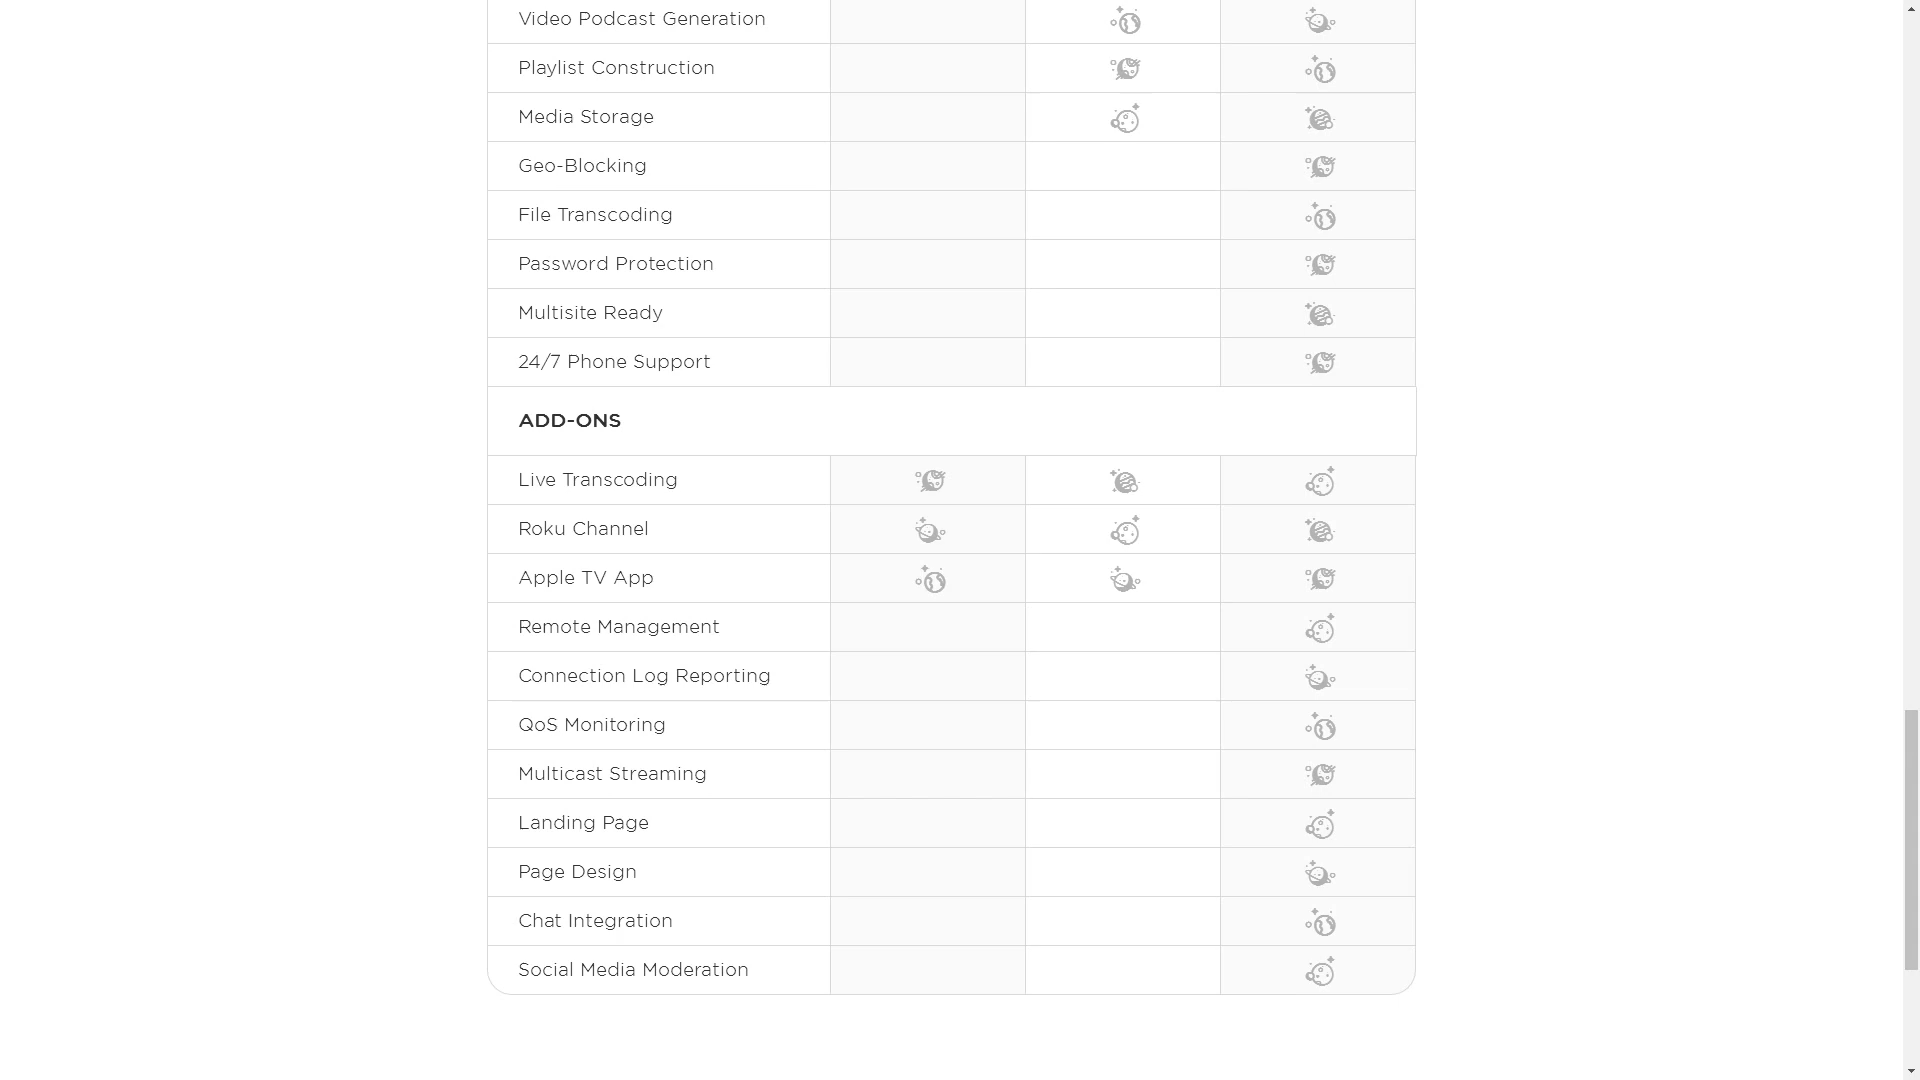 Video Podcast Generation
Playlist Construction
Media Storage
Geo-Blocking
File Transcoding
Password Protection
Multisite Ready
24/7 Phone Support
ADD-ONS
Live Transcoding
Roku Channel
Apple TV App
Remote Management
Connection Log Reporting
QoS Monitoring
Multicast Streaming
Landing Page
Page Design
Chat Integration
Social Media Moderation